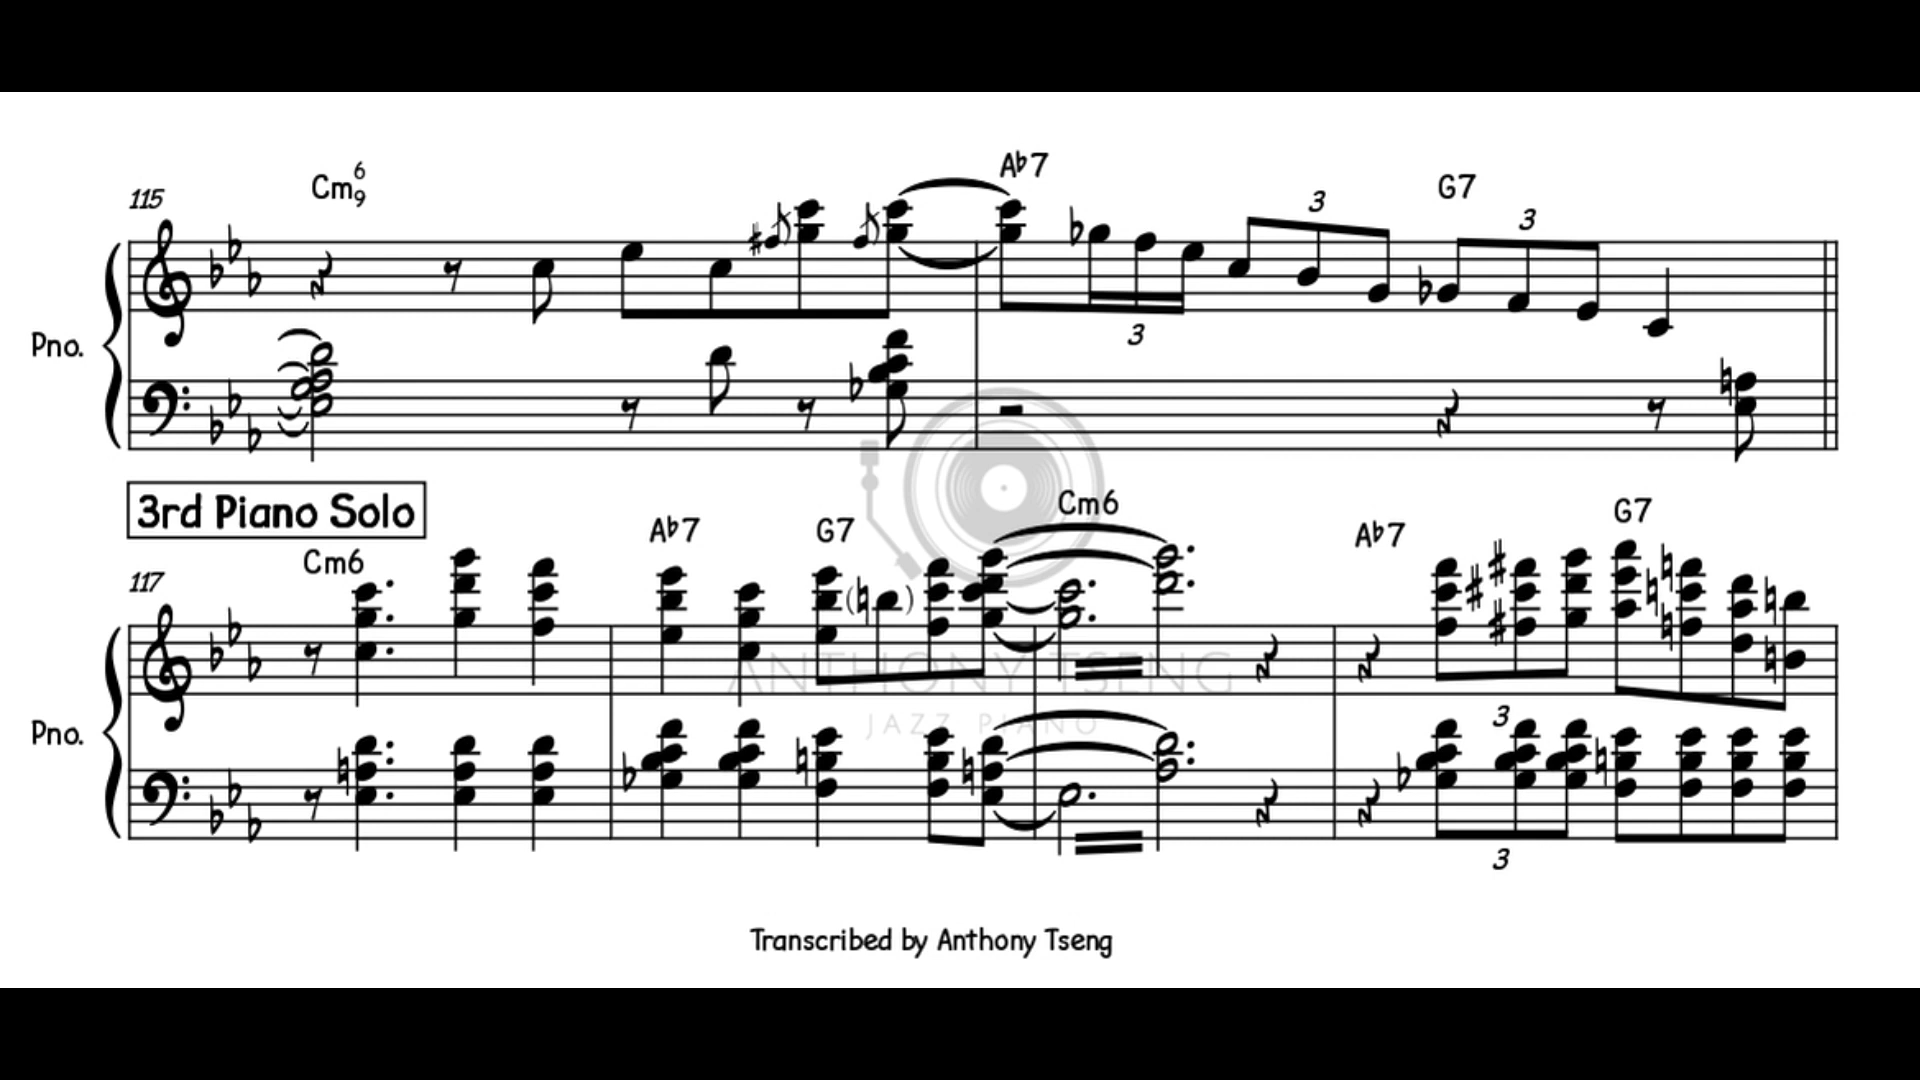 Cm6/9 Ab7 G7
115
3 3
Pno.
3
3rd Piano Solo
Cm6 Ab7 G7 Cm6 Ab7 G7
117
ANTHONY TSENG
JAZZ PIANO
Pno.
3
3
Transcribed by Anthony Tseng